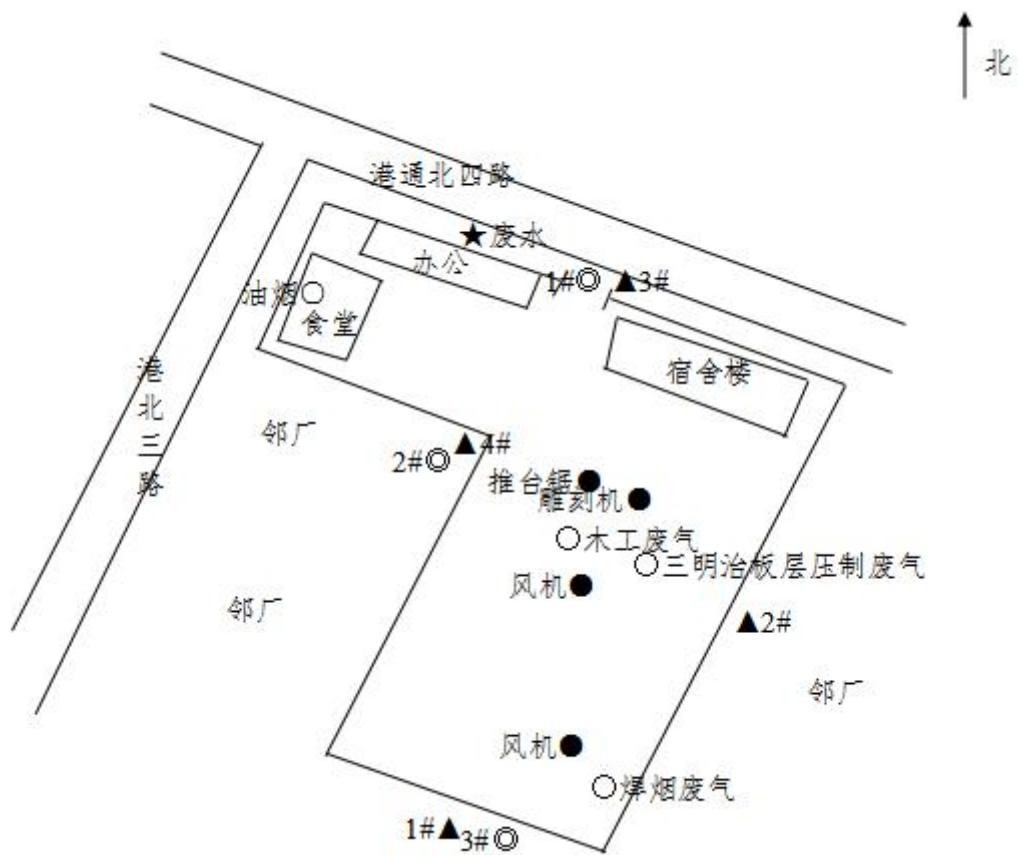 北
港通北四路
★废水
办公
1#◎ ▲3#
油烟○
食堂
宿舍楼
港北三路
邻厂
▲4#
2#◎
推台锯●
雕刻机●
○木工废气
○三明治板层压制废气
风机●
邻厂
▲2#
邻厂
风机●
○焊烟废气
1#▲ 3#◎